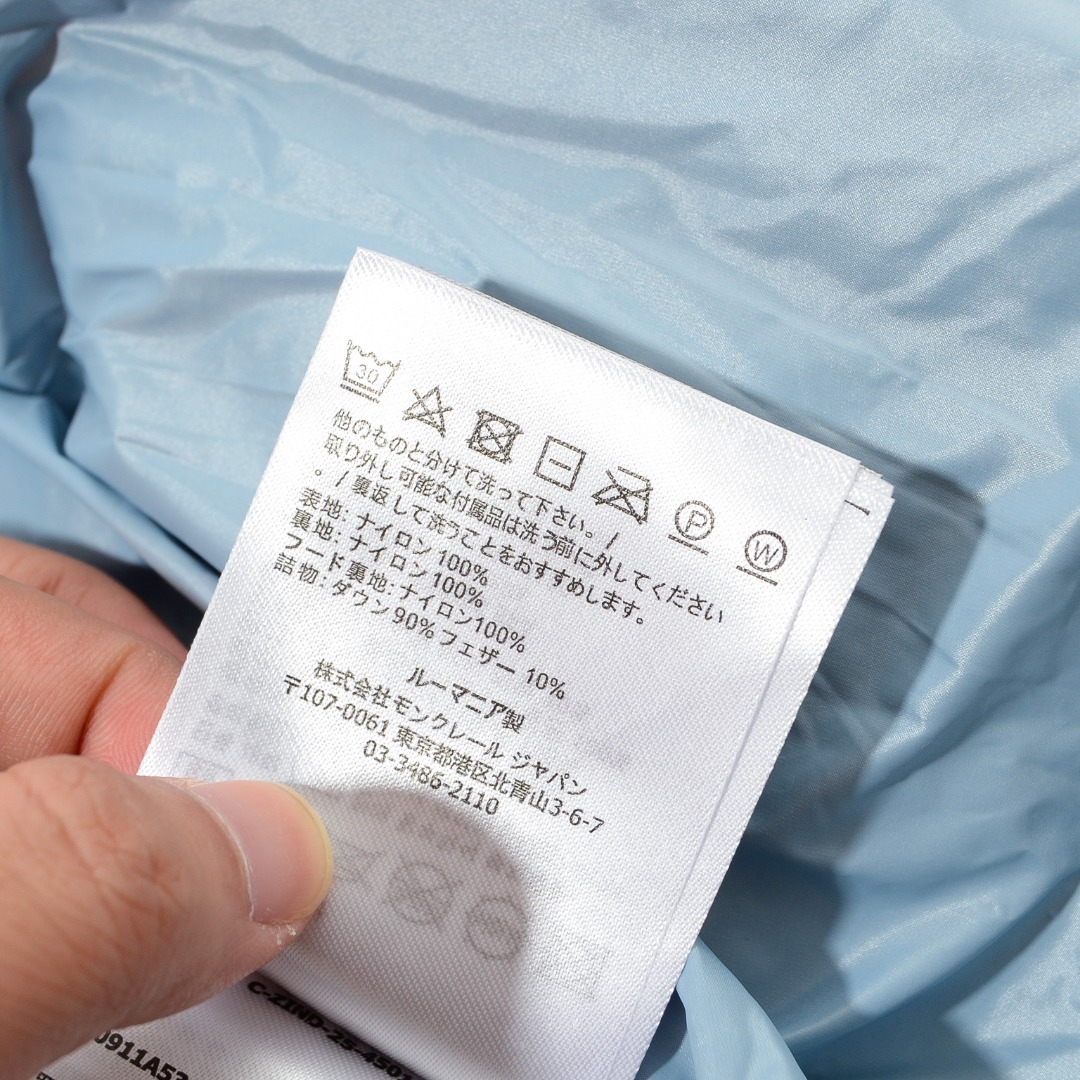 30
P
W
他のものと分けて洗って下さい。/
取り外し可能な付属品は洗う前に外してください
。/ 裏返して洗うことをおすすめします。
表地: ナイロン 100%
裏地: ナイロン 100%
フード 裏地: ナイロン100%
詰物: ダウン 90% フェザー 10%
ルーマニア製
株式会社モンクレール ジャパン
〒107-0061 東京都港区北青山3-6-7
03-3486-2110
C-ZIND-25-4501
0911A53